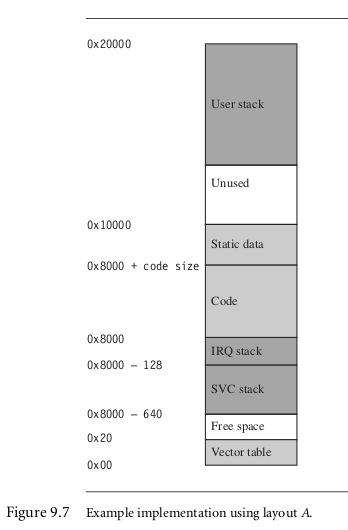 0x20000
User stack
Unused
0x10000
Static data
0x8000 + code size
Code
0x8000
IRQ stack
0x8000 − 128
SVC stack
0x8000 − 640
Free space
0x20
Vector table
0x00
Figure 9.7 Example implementation using layout A.